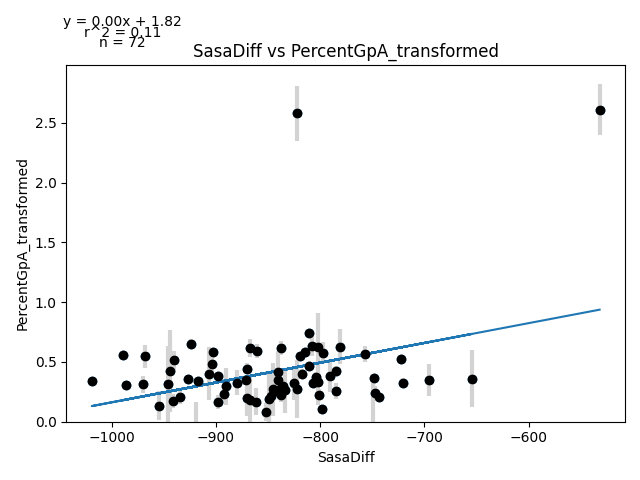 y = 0.00x + 1.82
r^2 = 0.11
n = 72
SasaDiff vs PercentGpA_transformed
PercentGpA_transformed
2.5
2.0
1.5
1.0
0.5
0.0
−1000
−900
−800
−700
−600
SasaDiff